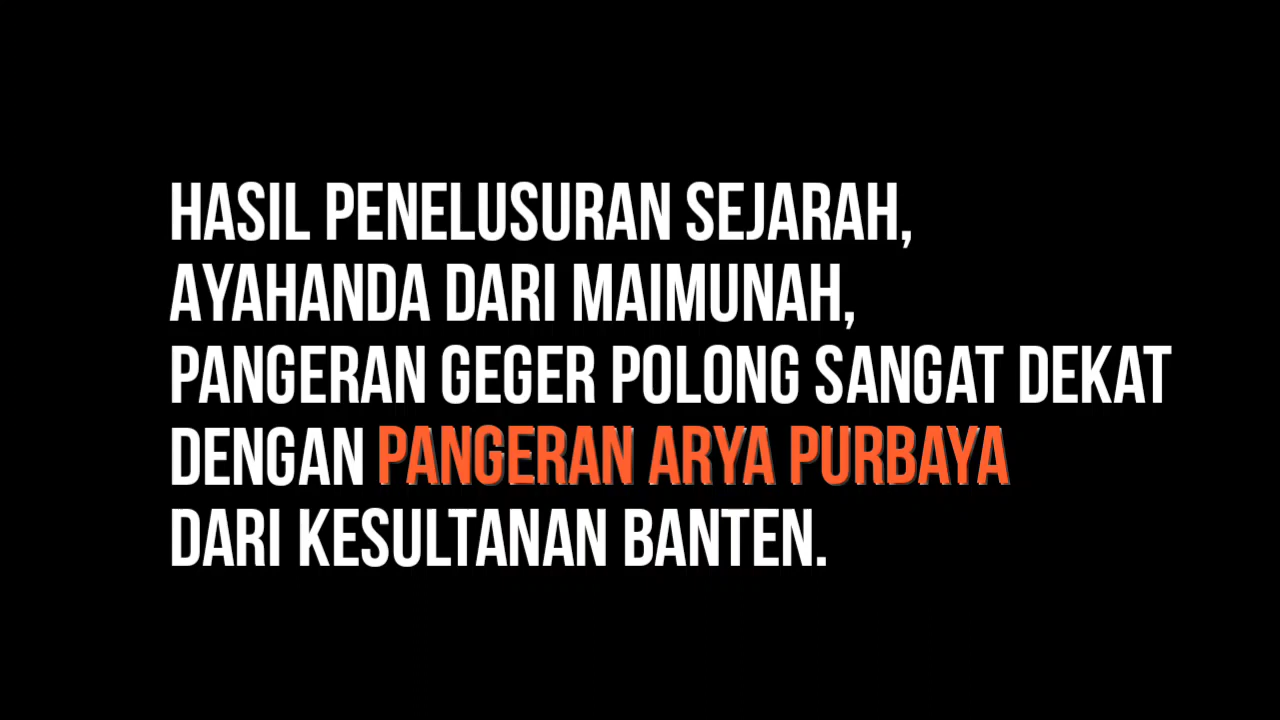 HASIL PENELUSURAN SEJARAH,
AYAHANDA DARI MAIMUNAH,
PANGERAN GEGER POLONG SANGAT DEKAT
DENGAN PANGERAN ARYA PURBAYA
DARI KESULTANAN BANTEN.